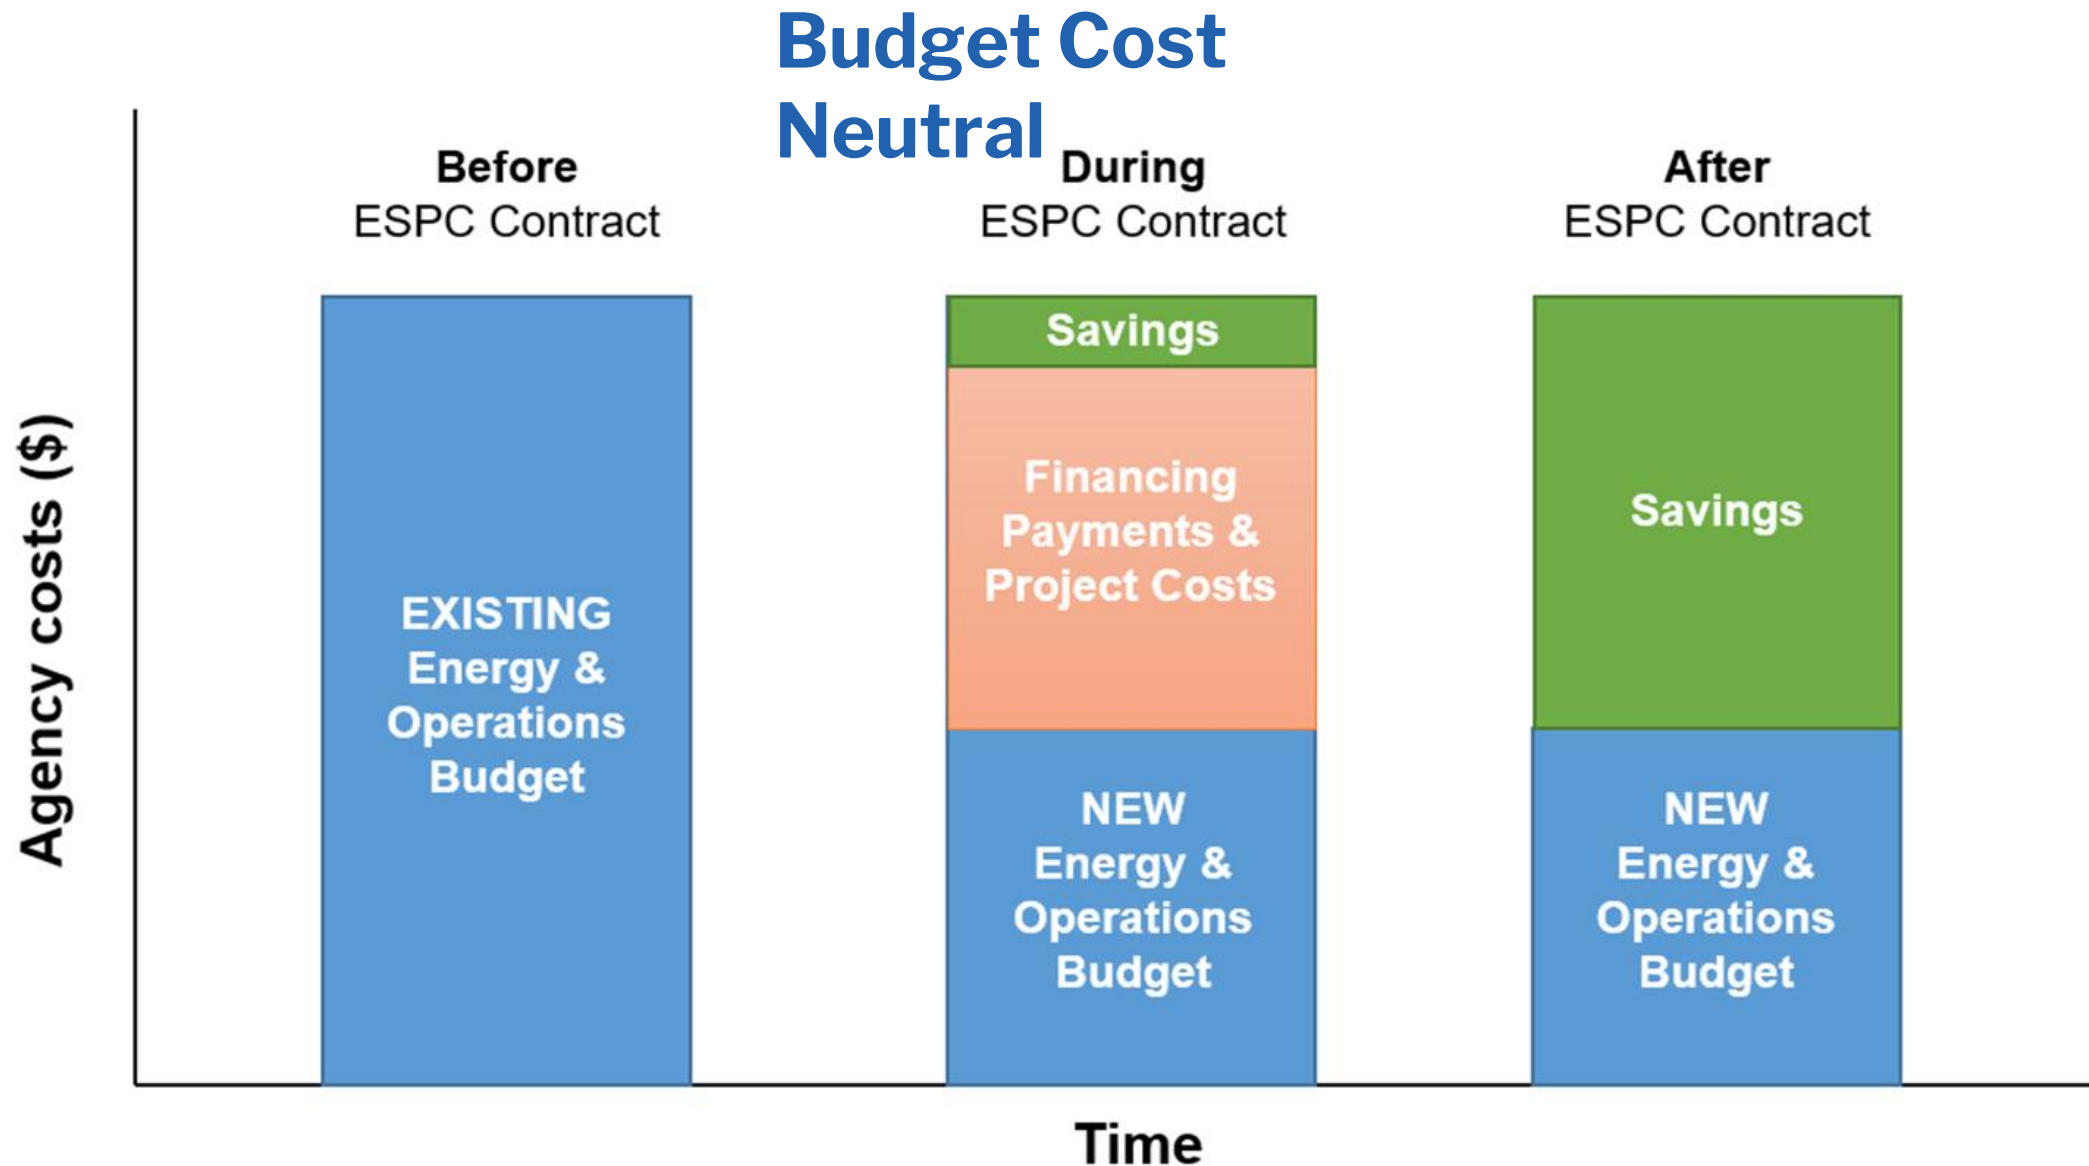 Budget Cost
Neutral
Before
ESPC Contract
During
ESPC Contract
After
ESPC Contract
Agency costs ($)
EXISTING
Energy &
Operations
Budget
Savings
Financing
Payments &
Project Costs
NEW
Energy &
Operations
Budget
Savings
NEW
Energy &
Operations
Budget
Time